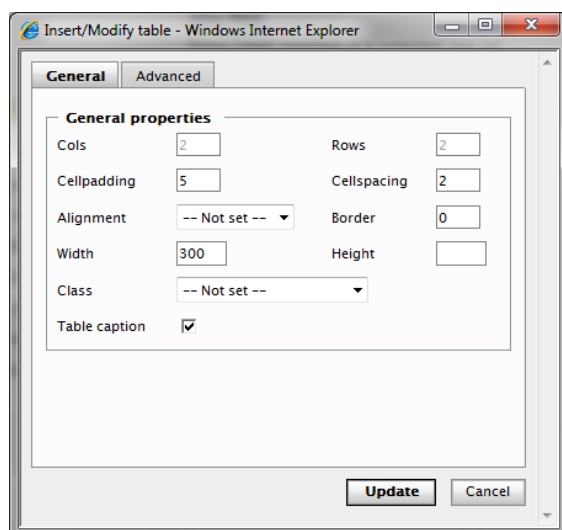 Insert/Modify table - Windows Internet Explorer
General Advanced
General properties
Cols 2 Rows 2
Cellpadding 5 Cellspacing 2
Alignment -- Not set -- Border 0
Width 300 Height
Class -- Not set --
Table caption
Update Cancel